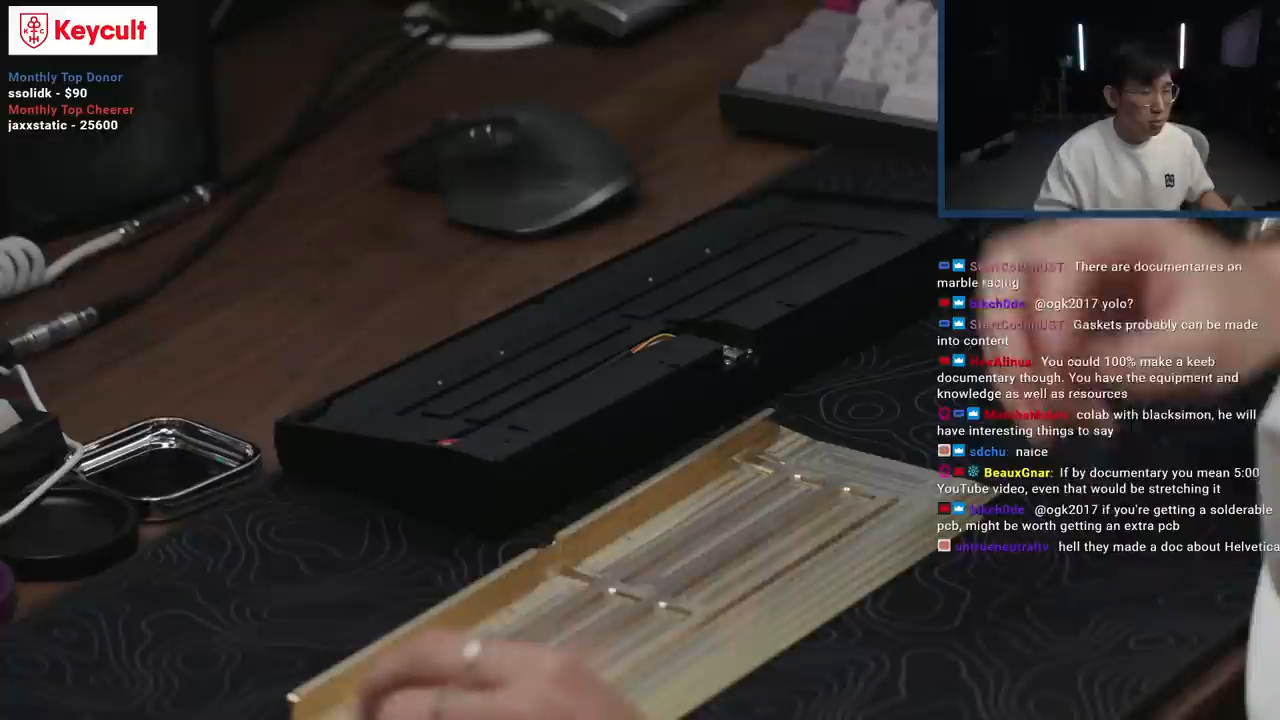 Keycult
Monthly Top Donor
ssolidk - $90
Monthly Top Cheerer
jaxxstatic - 25600
There are documentaries on
marble racing
@ogk2017 yolo?
Gaskets probably can be made
into content
HexAlinua You could 100% make a keeb
documentary though. You have the equipment and
knowledge as well as resources
colab with blacksimon, he will
have interesting things to say
sdchu: naice
BeauxGnar: If by documentary you mean 5:00
YouTube video, even that would be stretching it
@ogk2017 if you're getting a solderable
pcb, might be worth getting an extra pcb
untrueneutralty hell they made a doc about Helvetica